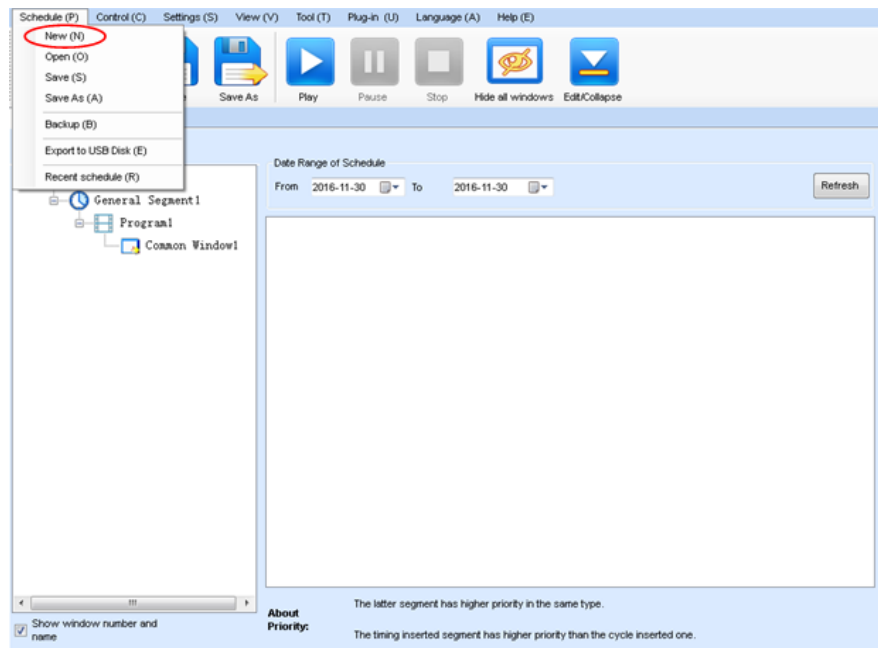 Schedule (P) Control (C) Settings (S) View (V) Tool (T) Plug-in (U) Language (A) Help (E)
New (N)
Open (O)
Save (S)
Save As (A)
Backup (B)
Export to USB Disk (E)
Recent schedule (R)
Save As Play Pause Stop Hide all windows Edit/Collapse
Date Range of Schedule
From 2016-11-30 To 2016-11-30 Refresh
General Segment1
Program1
Common Window1
Show window number and
name
About
Priority:
The latter segment has higher priority in the same type.
The timing inserted segment has higher priority than the cycle inserted one.